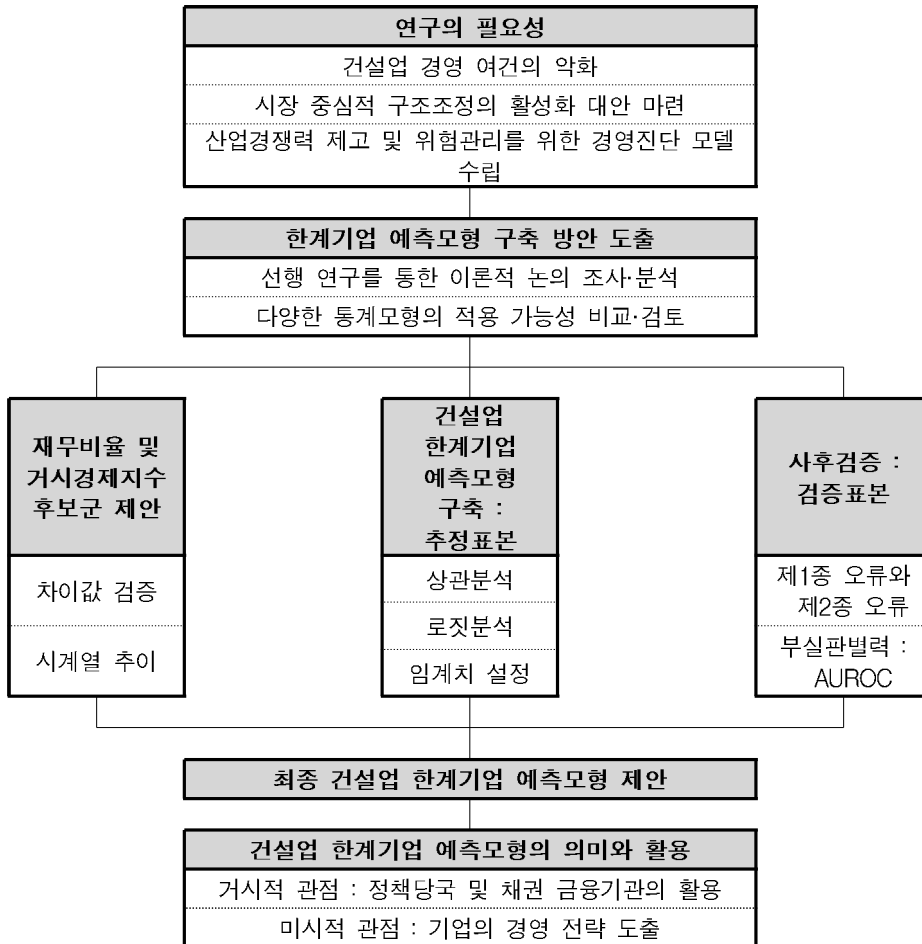 연구의 필요성
건설업 경영 여건의 악화
시장 중심적 구조조정의 활성화 대안 마련
산업경쟁력 제고 및 위험관리를 위한 경영진단 모델
수립
한계기업 예측모형 구축 방안 도출
선행 연구를 통한 이론적 논의 조사·분석
다양한 통계모형의 적용 가능성 비교·검토
재무비율 및
거시경제지수
후보군 제안
차이값 검증
시계열 추이
건설업
한계기업
예측모형
구축 :
추정표본
상관분석
로짓분석
임계치 설정
사후검증 :
검증표본
제1종 오류와
제2종 오류
부실판별력 :
AUROC
최종 건설업 한계기업 예측모형 제안
건설업 한계기업 예측모형의 의미와 활용
거시적 관점 : 정책당국 및 채권 금융기관의 활용
미시적 관점 : 기업의 경영 전략 도출